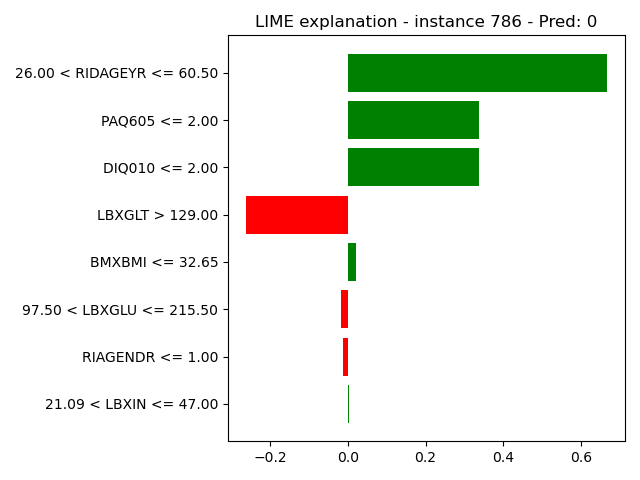 LIME explanation - instance 786 - Pred: 0
26.00 < RIDAGEYR <= 60.50
PAQ605 <= 2.00
DIQ010 <= 2.00
LBXGLT > 129.00
BMXBMI <= 32.65
97.50 < LBXGLU <= 215.50
RIAGENDR <= 1.00
21.09 < LBXIN <= 47.00
−0.2 0.0 0.2 0.4 0.6